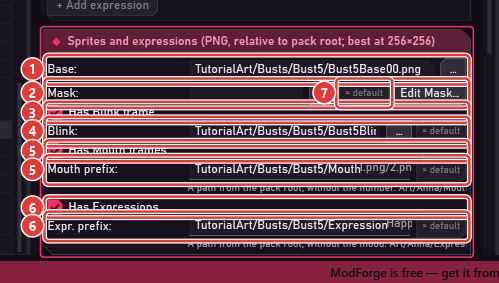 + Add expression
Sprites and expressions (PNG, relative to pack root; best at 256×256)
1 Base: TutorialArt/Busts/Bust5/Bust5Base00.png ...
2 Mask: 7 = default Edit Mask...
3 Has Blink frame
4 Blink: TutorialArt/Busts/Bust5/Bust5Blin ... = default
5 Has Mouth frames
5 Mouth prefix: TutorialArt/Busts/Bust5/Mouth 1.png/2.pn = default
A path from the pack root, without the number: Art/Anna/Mout
6 Has Expressions
6 Expr. prefix: TutorialArt/Busts/Bust5/Expression Happ = default
A path from the pack root, without the mood: Art/Anna/Expres
ModForge is free — get it from